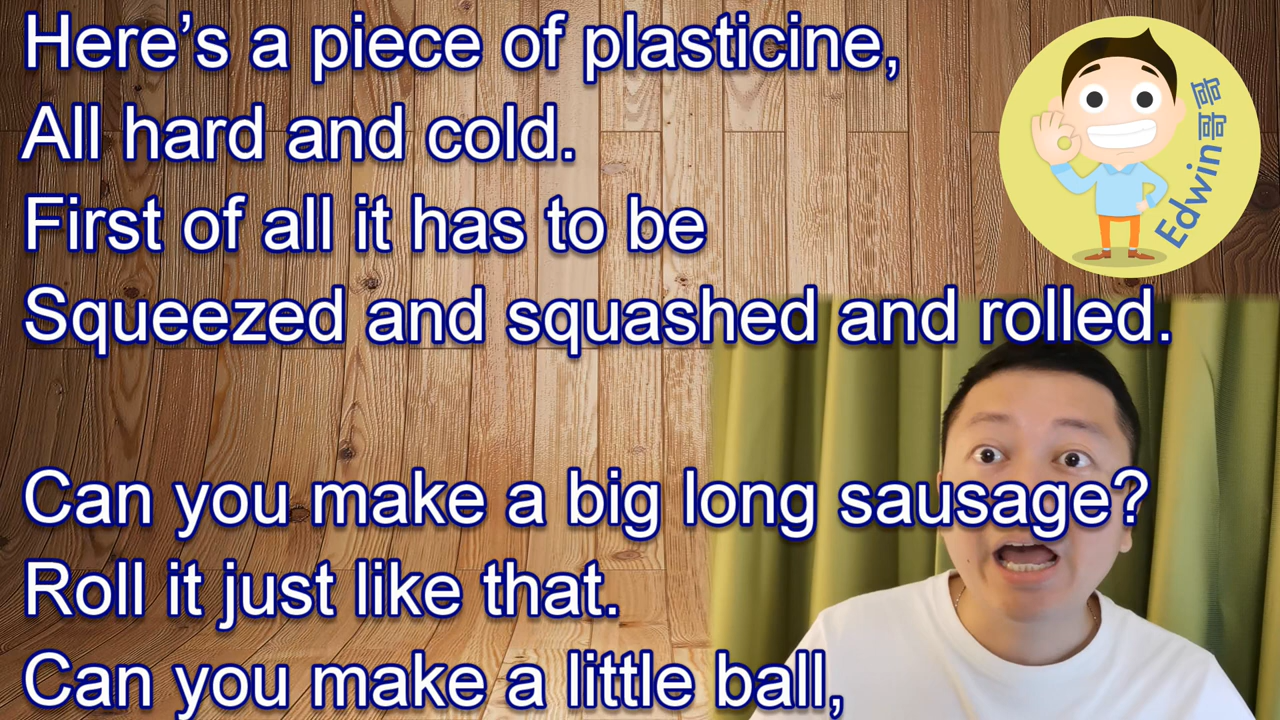 Here’s a piece of plasticine,
All hard and cold.
First of all it has to be
Squeezed and squashed and rolled.
Can you make a big long sausage?
Roll it just like that.
Can you make a little ball,
Edwin哥哥